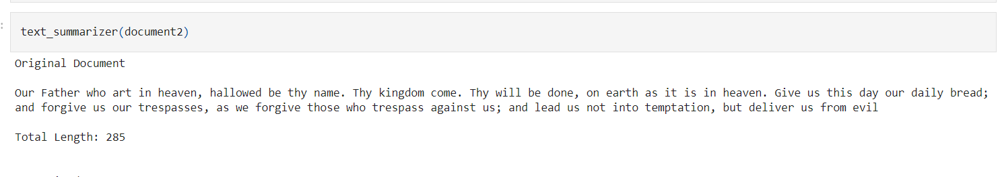 text_summarizer(document2)
Original Document
Our Father who art in heaven, hallowed be thy name. Thy kingdom come. Thy will be done, on earth as it is in heaven. Give us this day our daily bread;
and forgive us our trespasses, as we forgive those who trespass against us; and lead us not into temptation, but deliver us from evil
Total Length: 285